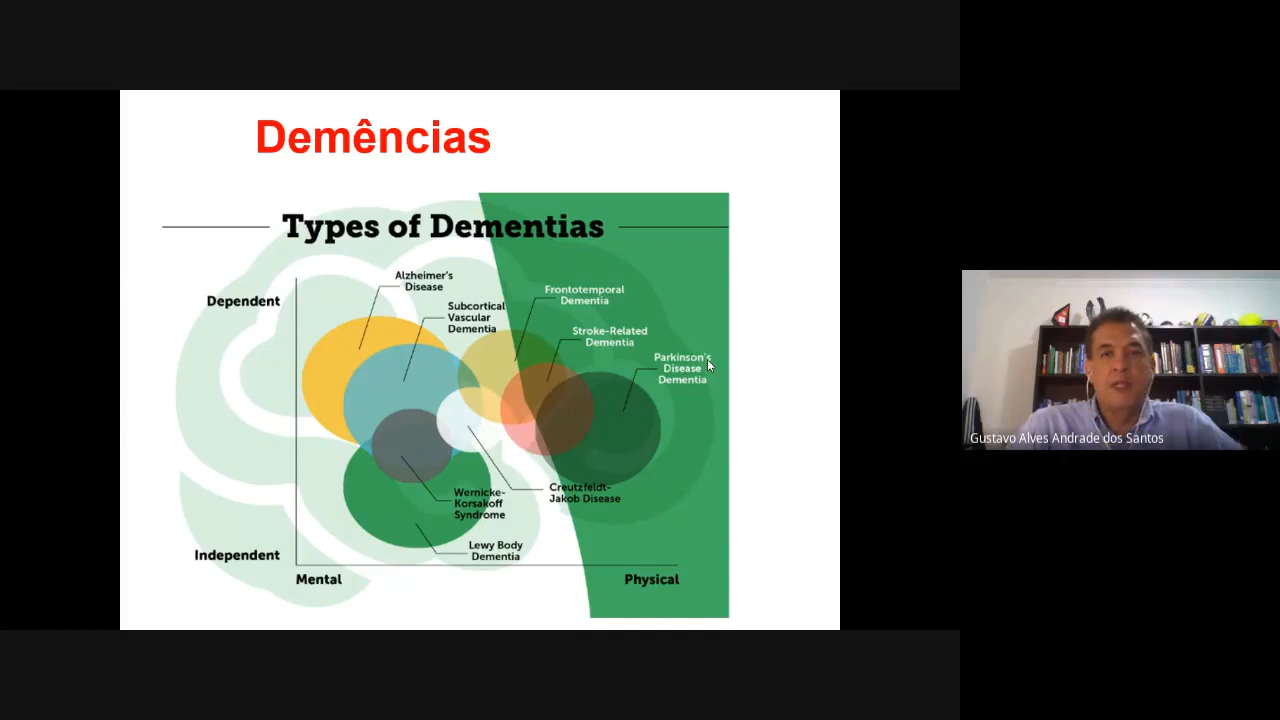 Demências
Types of Dementias
Alzheimer's
Disease
Frontotemporal
Dementia
Dependent
Subcortical
Vascular
Dementia
Stroke-Related
Dementia
Parkinson's
Disease
Dementia
Gustavo Alves Andrade dos Santos
Wernicke-
Korsakoff
Syndrome
Creutzfeldt-
Jakob Disease
Lewy Body
Dementia
Independent
Mental
Physical